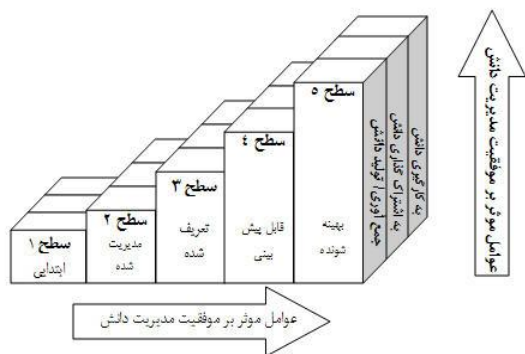 سطح ۱
ابتدایی
سطح ۲
مدیریت
شده
سطح ۳
تعریف
شده
سطح ٤
قابل پیش
بینی
سطح ۵
بهینه
شونده
جمع آوری/ تولید دانش
به اشتراک گذاری دانش
به کارگیری دانش
عوامل موثر بر موفقیت مدیریت دانش
عوامل موثر بر موفقیت مدیریت دانش